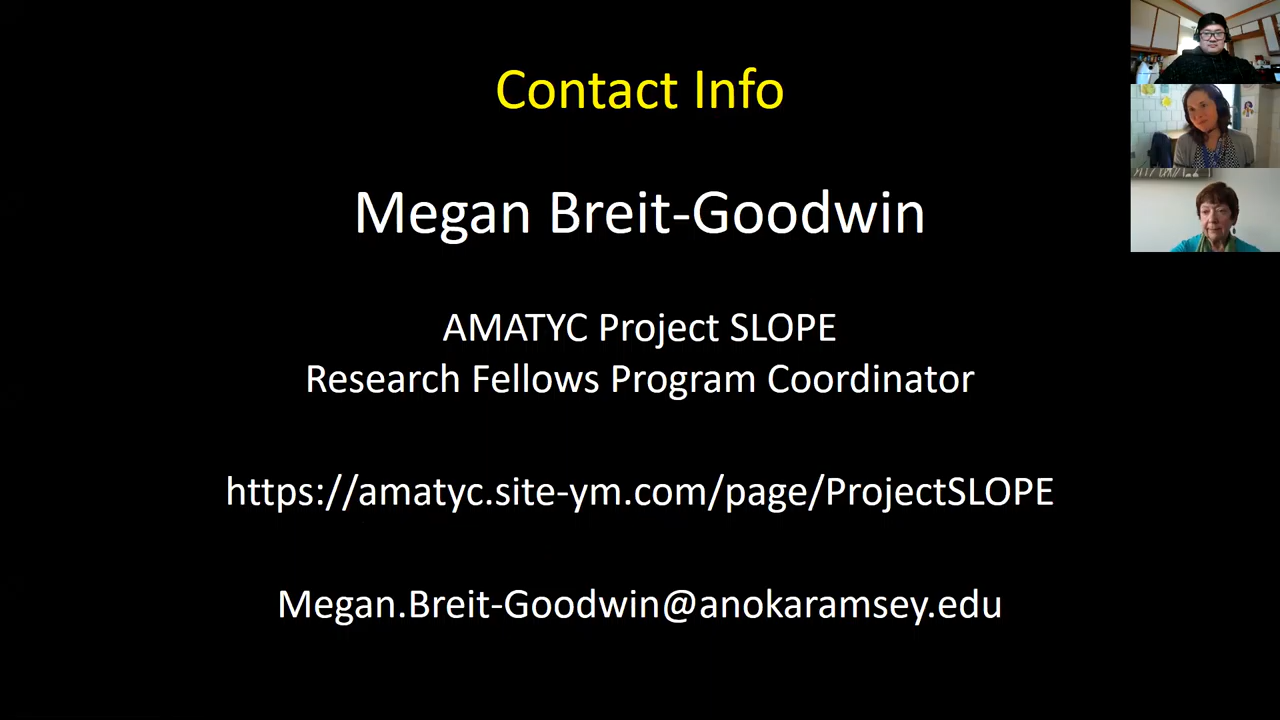 Contact Info
Megan Breit-Goodwin
AMATYC Project SLOPE
Research Fellows Program Coordinator
https://amatyc.site-ym.com/page/ProjectSLOPE
Megan.Breit-Goodwin@anokaramsey.edu